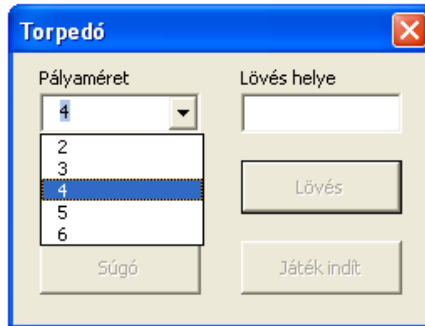 Torpedó
Pályaméret
Lövés helye
4
2
3
4
5
6
Lövés
Súgó
Játék indít